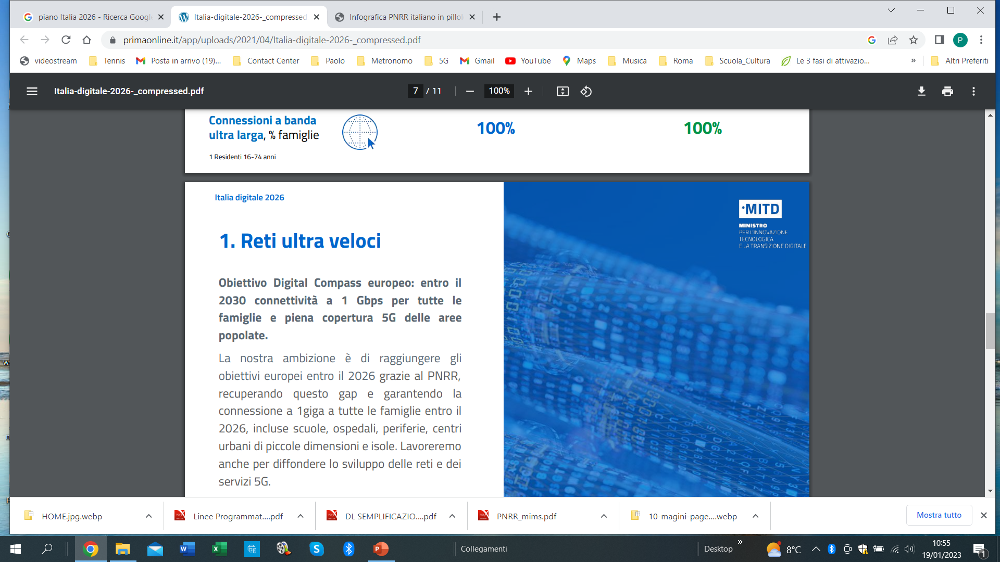 piano Italia 2026 - Ricerca Google
Italia-digitale-2026-_compressed
Infografica PNRR italiano in pillol
primaonline.it/app/uploads/2021/04/Italia-digitale-2026-_compressed.pdf
P
videostream
Tennis
Posta in arrivo (19)...
Contact Center
Paolo
Metronomo
5G
Gmail
YouTube
Maps
Musica
Roma
Scuola_Cultura
Le 3 fasi di attivazio...
»
Altri Preferiti
Italia-digitale-2026-_compressed.pdf
7 / 11
100%
Connessioni a banda
ultra larga, % famiglie
100%
100%
1 Residenti 16-74 anni
Italia digitale 2026
MITD
MINISTRO
PER L'INNOVAZIONE
TECNOLOGICA
E LA TRANSIZIONE DIGITALE
1. Reti ultra veloci
Obiettivo Digital Compass europeo: entro il
2030 connettività a 1 Gbps per tutte le
famiglie e piena copertura 5G delle aree
popolate.
La nostra ambizione è di raggiungere gli
obiettivi europei entro il 2026 grazie al PNRR,
recuperando questo gap e garantendo la
connessione a 1giga a tutte le famiglie entro il
2026, incluse scuole, ospedali, periferie, centri
urbani di piccole dimensioni e isole. Lavoreremo
anche per diffondere lo sviluppo delle reti e dei
servizi 5G.
HOME.jpg.webp
Linee Programmat....pdf
DL SEMPLIFICAZIO....pdf
PNRR_mims.pdf
10-magini-page....webp
Mostra tutto
Collegamenti
Desktop
»
8°C
10:55
19/01/2023
1